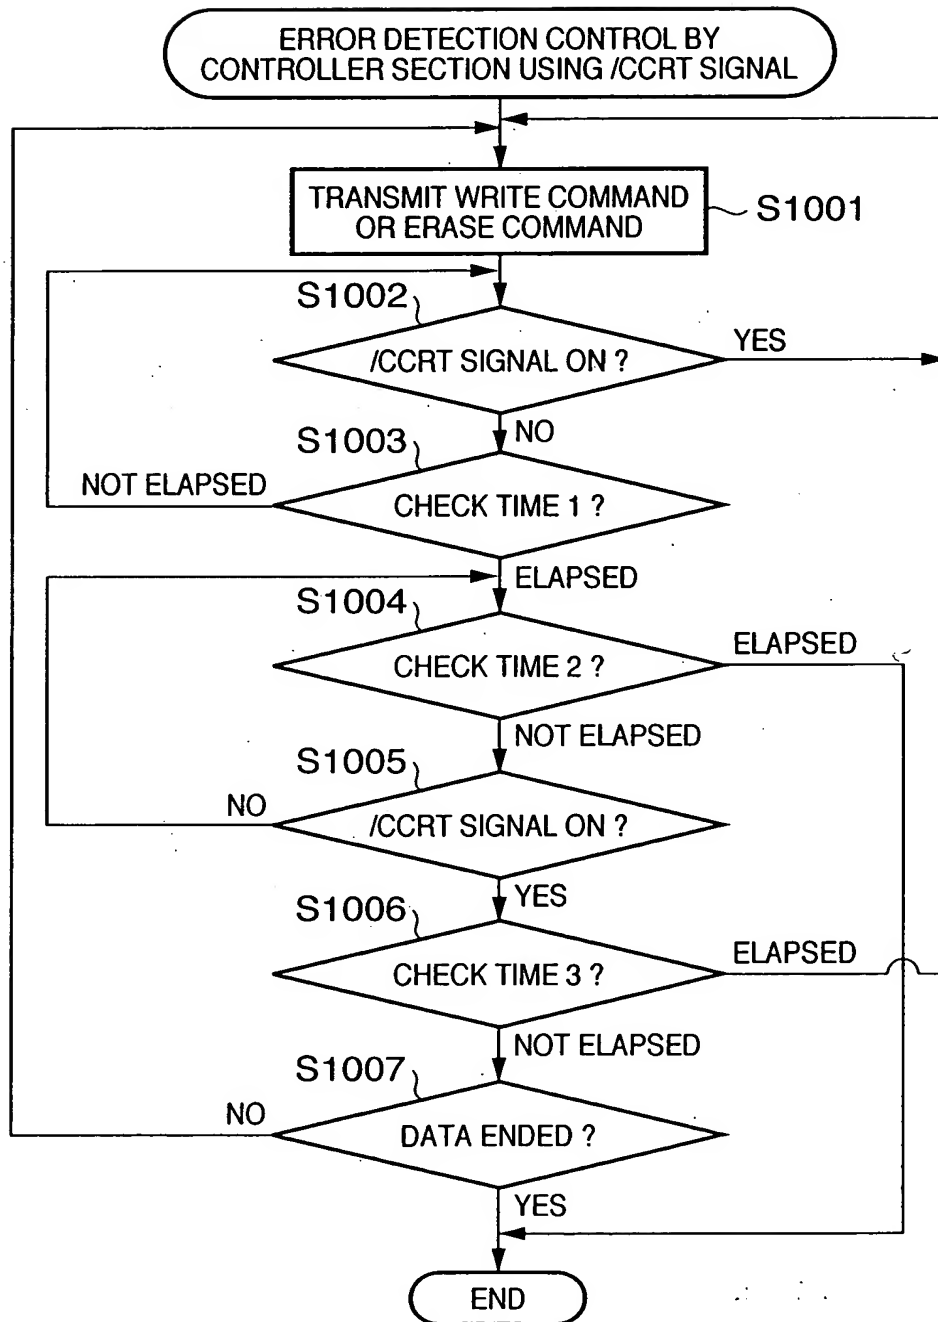 ERROR DETECTION CONTROL BY
CONTROLLER SECTION USING /CCRT SIGNAL
TRANSMIT WRITE COMMAND
OR ERASE COMMAND
S1001
S1002
/CCRT SIGNAL ON ?
YES
NO
S1003
NOT ELAPSED
CHECK TIME 1 ?
ELAPSED
S1004
CHECK TIME 2 ?
ELAPSED
NOT ELAPSED
S1005
NO
/CCRT SIGNAL ON ?
YES
S1006
CHECK TIME 3 ?
ELAPSED
NOT ELAPSED
S1007
NO
DATA ENDED ?
YES
END